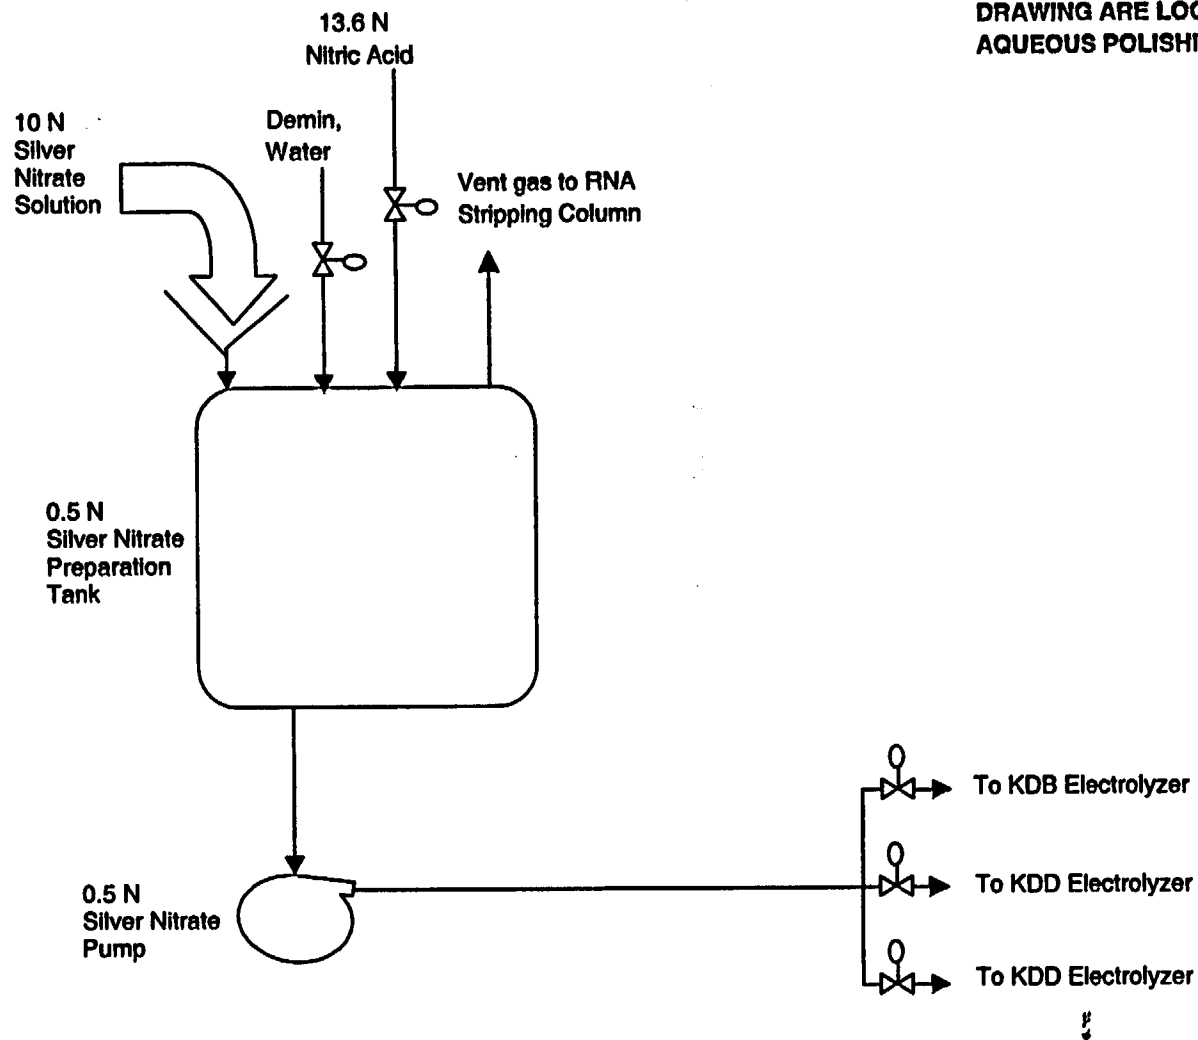 DRAWING ARE
AQUEOUS
13.6 N
Nitric Acid
10 N
Silver
Nitrate
Solution
Demin,
Water
Vent gas to RNA
Stripping Column
0.5 N
Silver Nitrate
Preparation
Tank
0.5 N
Silver Nitrate
Pump
To KDB Electrolyzer
To KDD Electrolyzer
To KDD Electrolyzer